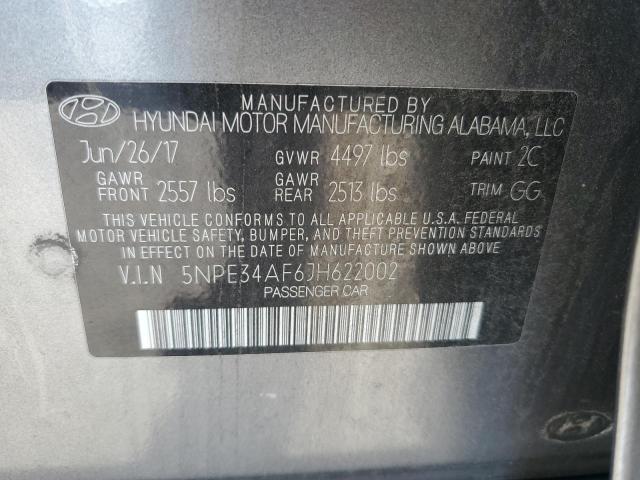 MANUFACTURED BY
HYUNDAI MOTOR MANUFACTURING ALABAMA, LLC
Jun/26/17 GVWR 4497 lbs PAINT 2C
GAWR FRONT 2557 lbs GAWR REAR 2513 lbs TRIM GG
THIS VEHICLE CONFORMS TO ALL APPLICABLE U.S.A. FEDERAL
MOTOR VEHICLE SAFETY, BUMPER, AND THEFT PREVENTION STANDARDS
IN EFFECT ON THE DATE OF MANUFACTURE SHOWN ABOVE.
V.I.N 5NPE34AF6JH622002
PASSENGER CAR